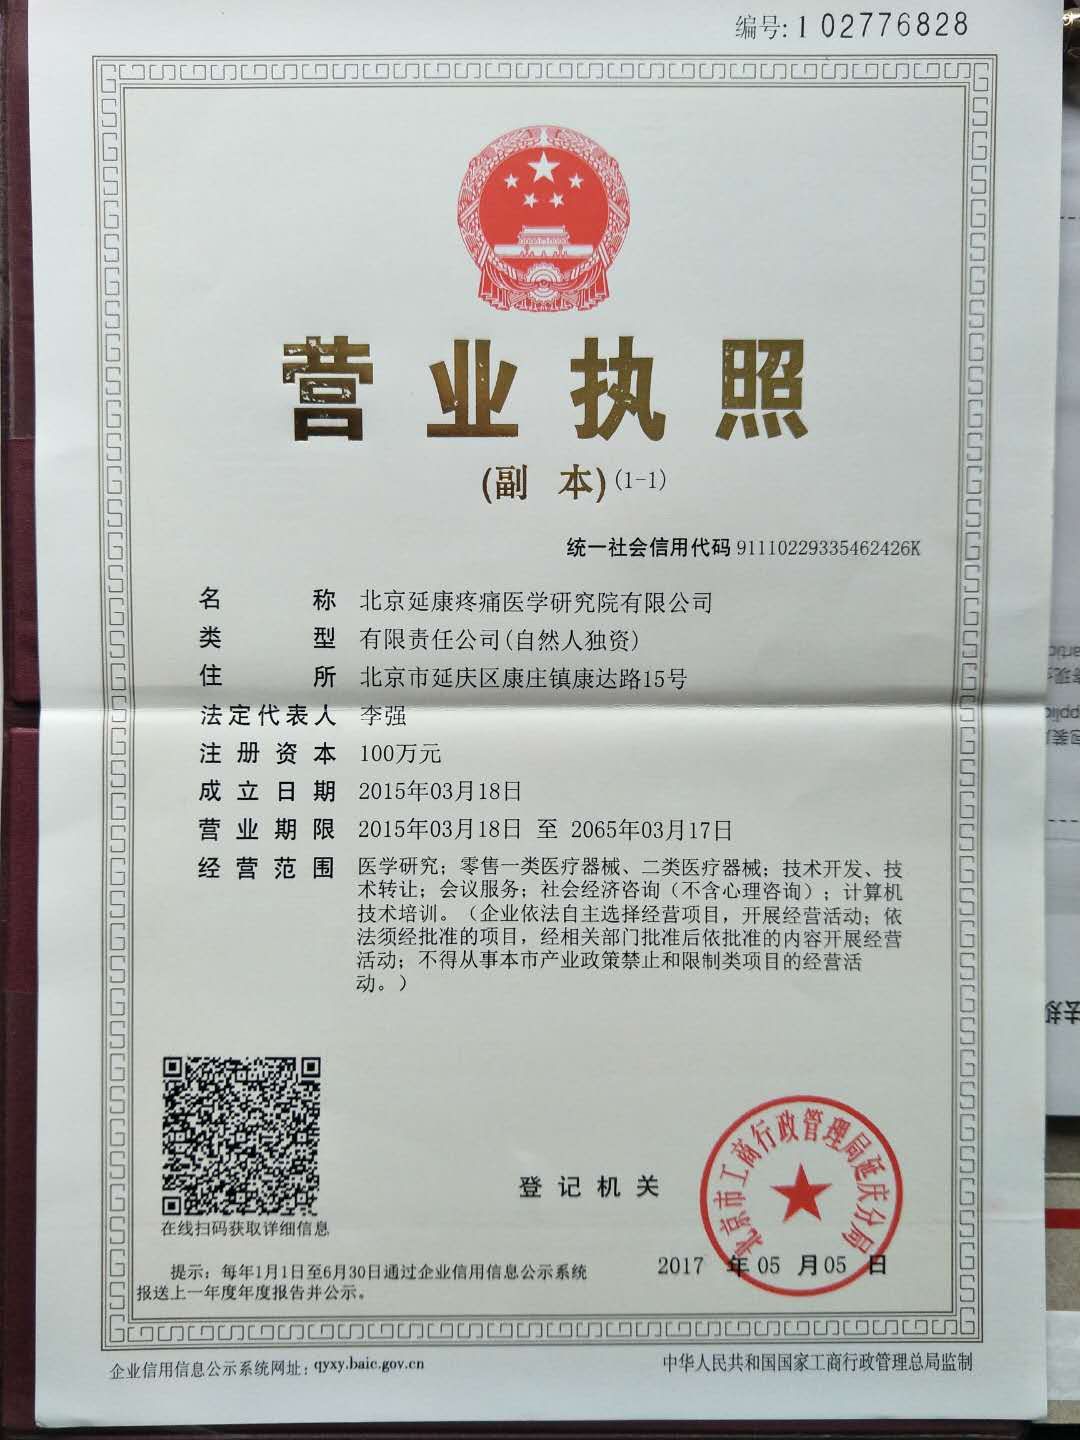 编号: 1 02776828
营业执照
(副 本) (1-1)
统一社会信用代码 91110229335462426K
名 称 北京延康疼痛医学研究院有限公司
类 型 有限责任公司(自然人独资)
住 所 北京市延庆区康庄镇康达路15号
法定代表人 李强
注册资本 100万元
成立日期 2015年03月18日
营业期限 2015年03月18日 至 2065年03月17日
经营范围 医学研究；零售一类医疗器械、二类医疗器械；技术开发、技
术转让；会议服务；社会经济咨询（不含心理咨询）；计算机
技术培训。（企业依法自主选择经营项目，开展经营活动；依
法须经批准的项目，经相关部门批准后依批准的内容开展经营
活动；不得从事本市产业政策禁止和限制类项目的经营活
动。）
在线扫码获取详细信息
登记机关
北京市工商行政管理局延庆分局
2017 年 05 月 05 日
提示：每年1月1日至6月30日通过企业信用信息公示系统
报送上一年度年度报告并公示。
企业信用信息公示系统网址：qyxy.baic.gov.cn
中华人民共和国国家工商行政管理总局监制